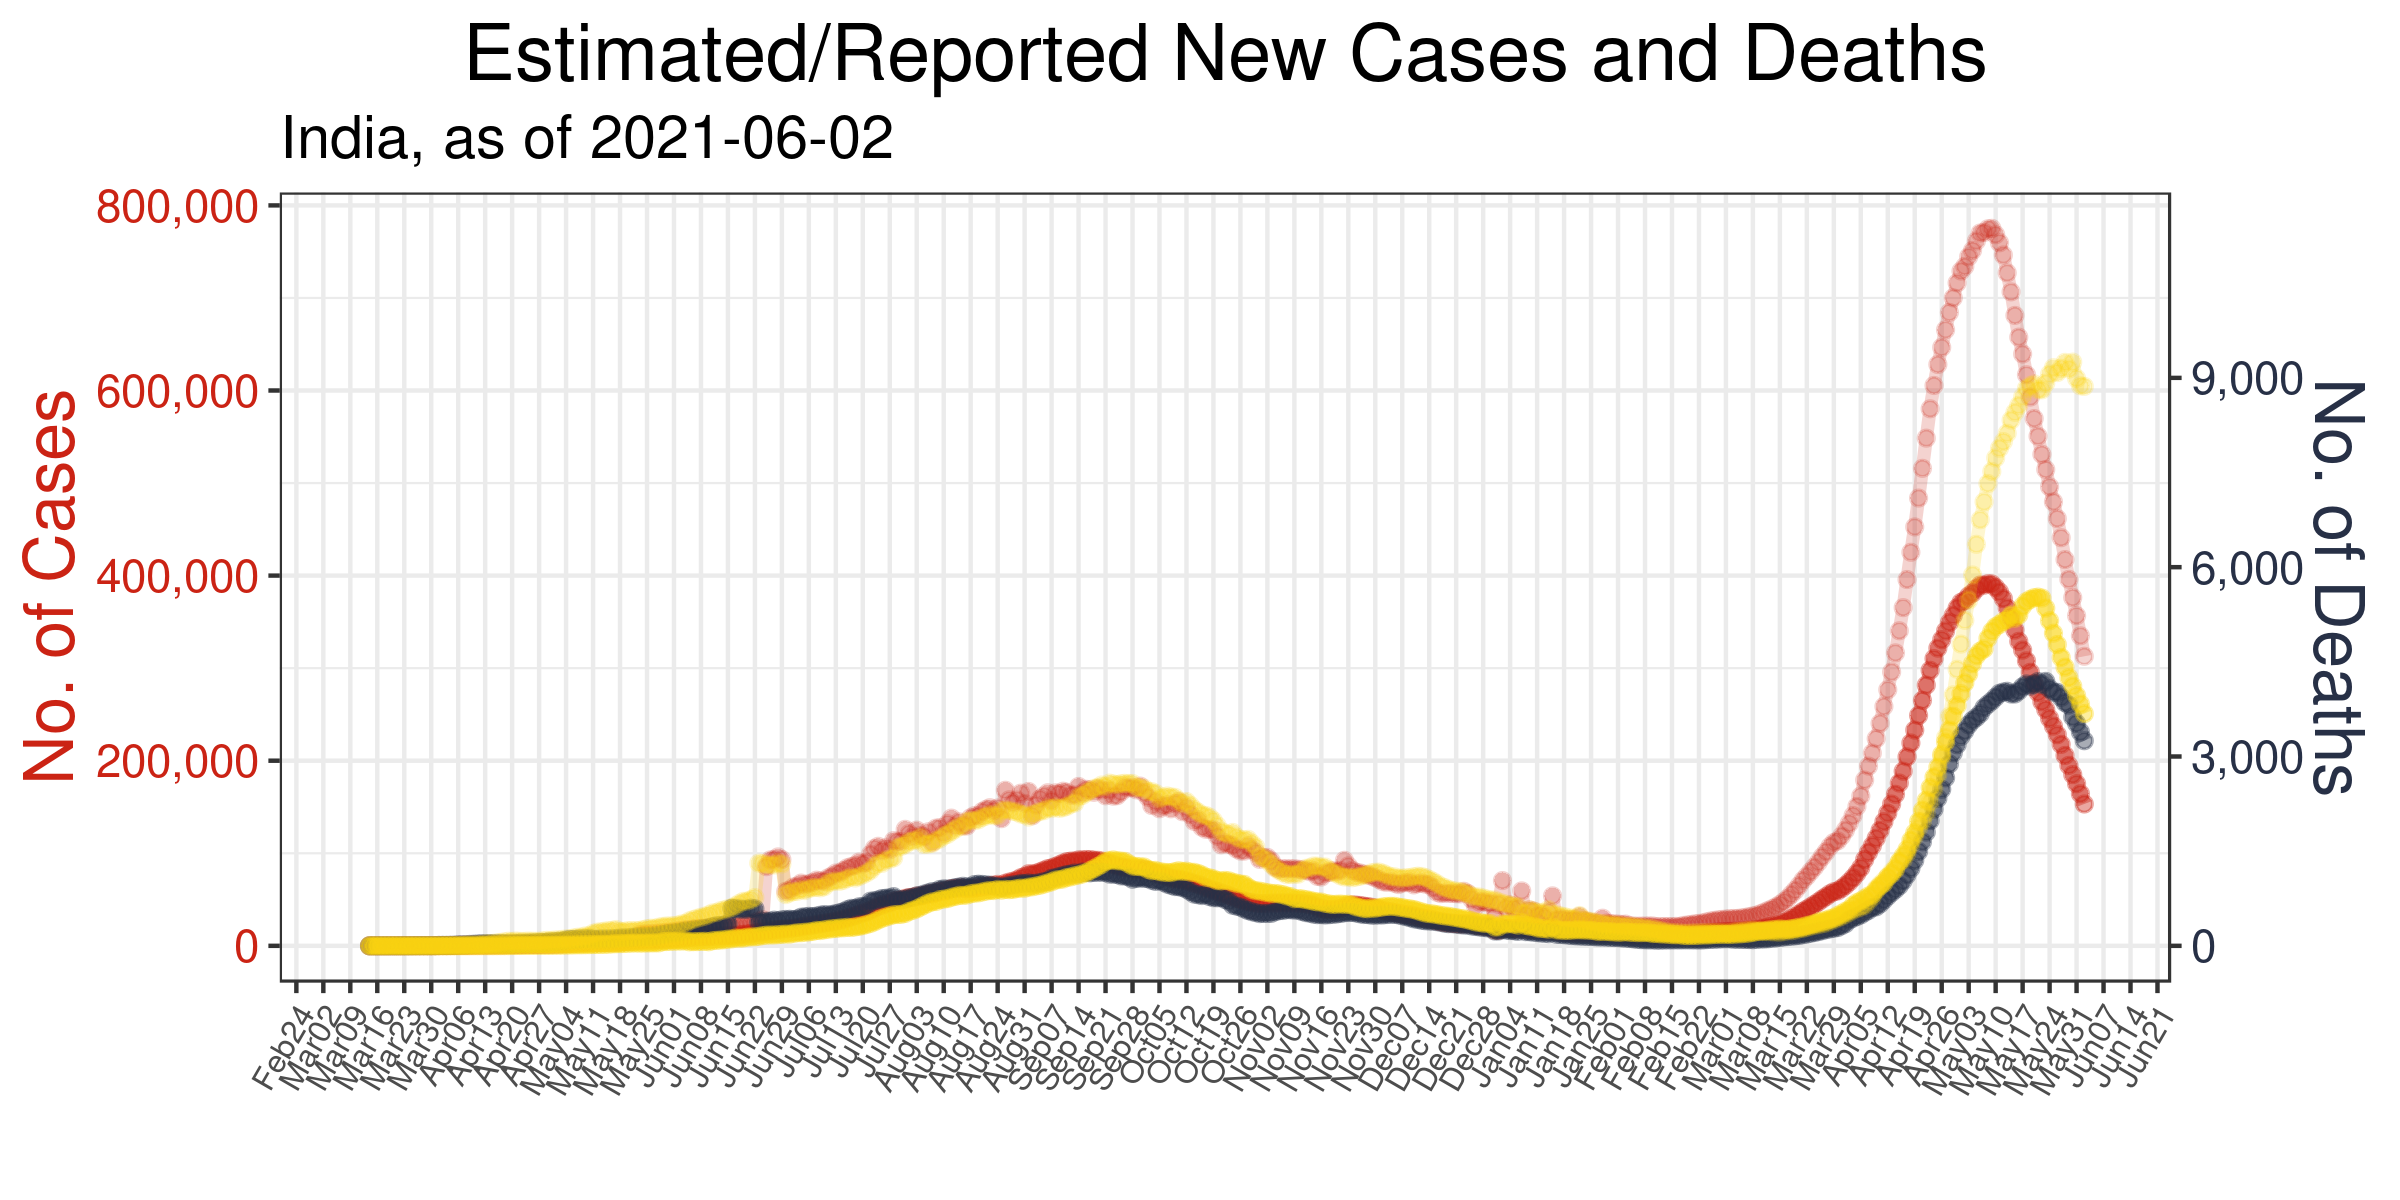 Estimated/Reported New Cases and Deaths
India, as of 2021-06-02
No. of Cases
800,000
600,000
400,000
200,000
0
9,000
6,000
3,000
0
No. of Deaths
Feb24
Mar02
Mar09
Mar16
Mar23
Mar30
Apr06
Apr13
Apr20
Apr27
May04
May11
May18
May25
Jun01
Jun08
Jun15
Jun22
Jun29
Jul06
Jul13
Jul20
Jul27
Aug03
Aug10
Aug17
Aug24
Aug31
Sep07
Sep14
Sep21
Sep28
Oct05
Oct12
Oct19
Oct26
Nov02
Nov09
Nov16
Nov23
Nov30
Dec07
Dec14
Dec21
Dec28
Jan04
Jan11
Jan18
Jan25
Feb01
Feb08
Feb15
Feb22
Mar01
Mar08
Mar15
Mar22
Mar29
Apr05
Apr12
Apr19
Apr26
May03
May10
May17
May24
May31
Jun07
Jun14
Jun21